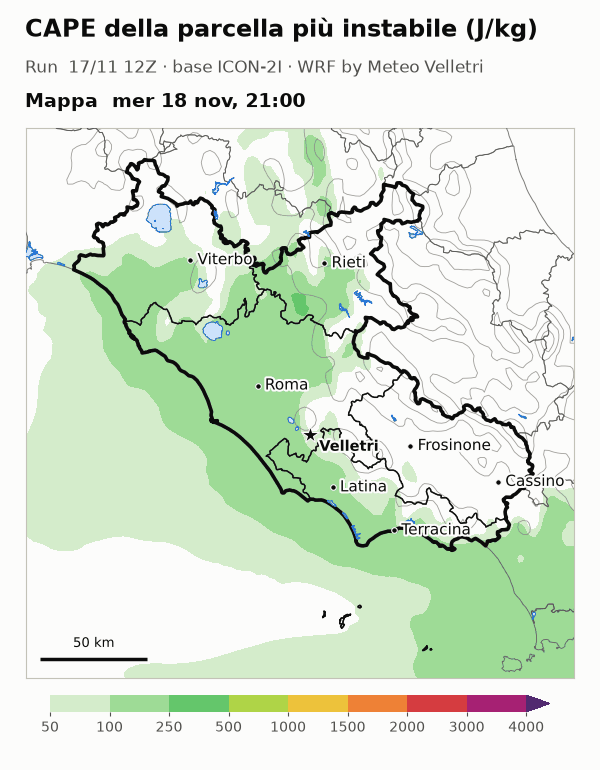 CAPE della parcella più instabile (J/kg)
Run  17/11 12Z · base ICON-2I · WRF by Meteo Velletri
Mappa  mer 18 nov, 21:00
Viterbo
Rieti
Roma
Velletri
Frosinone
Latina
Cassino
Terracina
50 km
50 100 250 500 1000 1500 2000 3000 4000